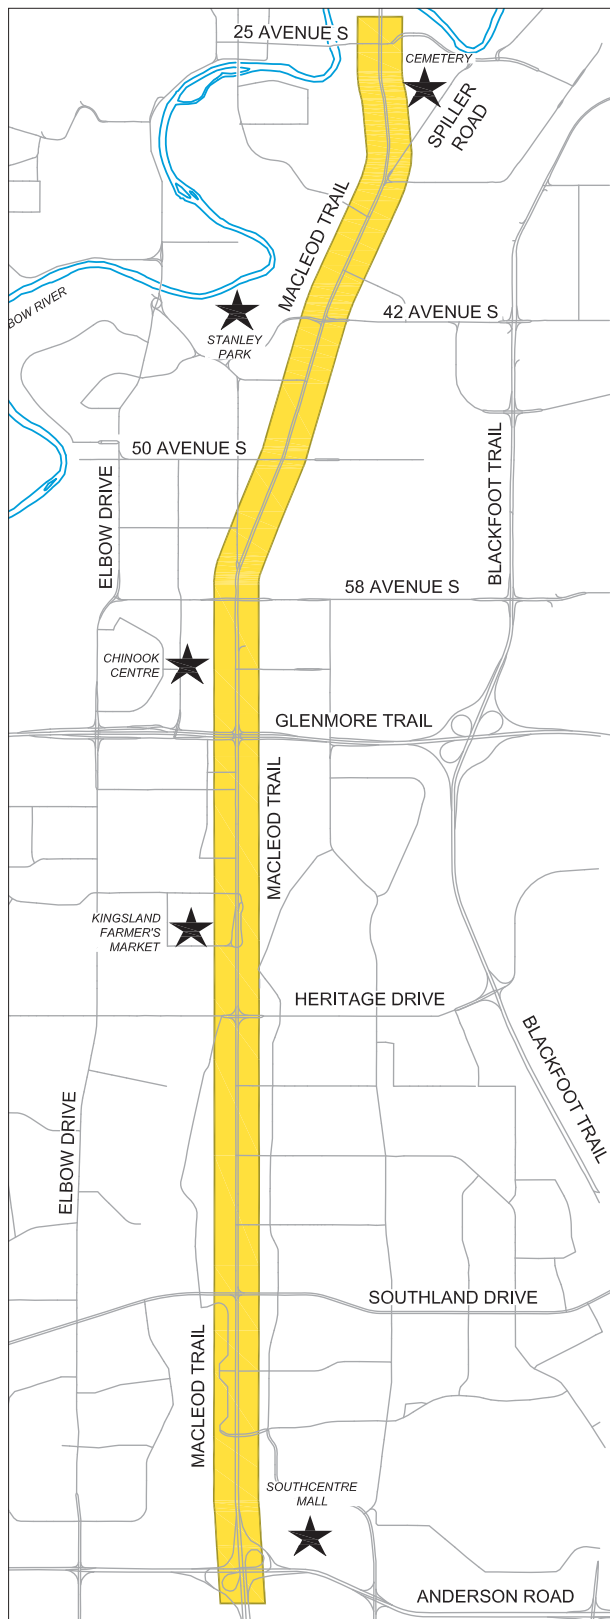 25 AVENUE S
CEMETERY
SPILLER
ROAD
MACLEOD TRAIL
BOW RIVER
STANLEY
PARK
42 AVENUE S
50 AVENUE S
ELBOW DRIVE
BLACKFOOT TRAIL
58 AVENUE S
CHINOOK
CENTRE
GLENMORE TRAIL
MACLEOD TRAIL
KINGSLAND
FARMER'S
MARKET
HERITAGE DRIVE
BLACKFOOT TRAIL
ELBOW DRIVE
SOUTHLAND DRIVE
MACLEOD TRAIL
SOUTHCENTRE
MALL
ANDERSON ROAD